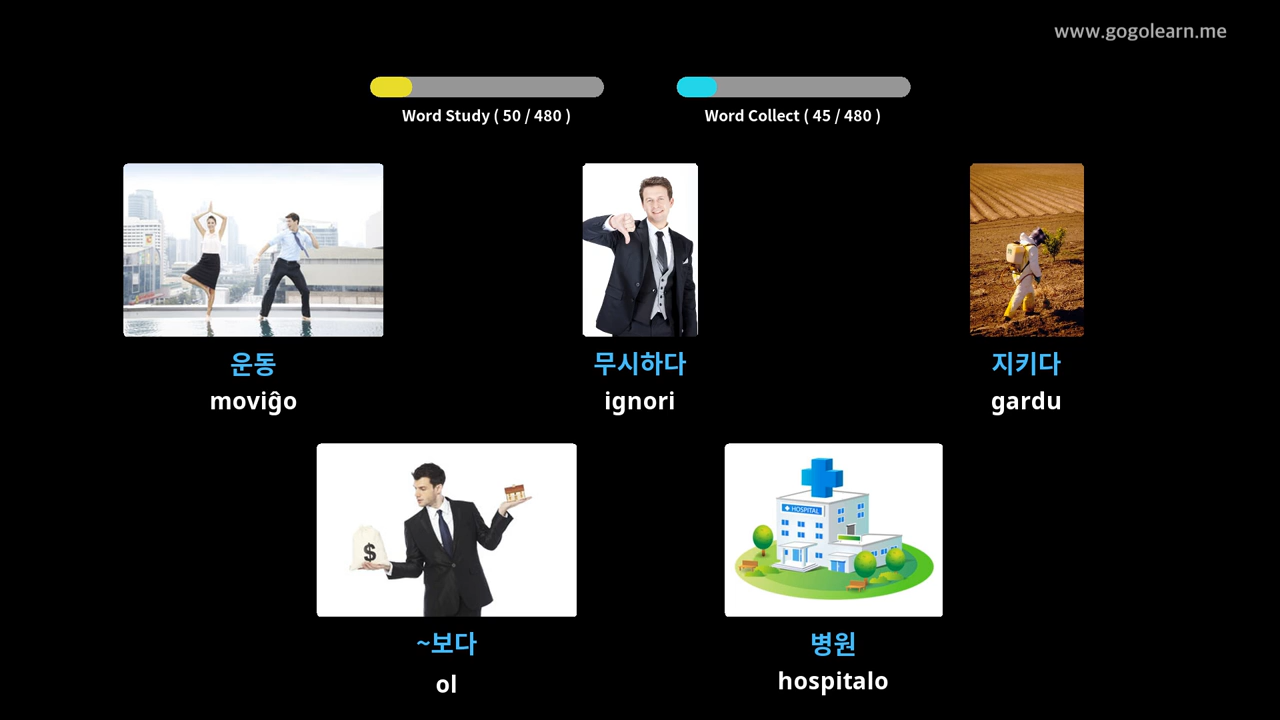 www.gogolearn.me
Word Study ( 50 / 480 )
Word Collect ( 45 / 480 )
운동
moviĝo
무시하다
ignori
지키다
gardu
$
HOSPITAL
~보다
ol
병원
hospitalo